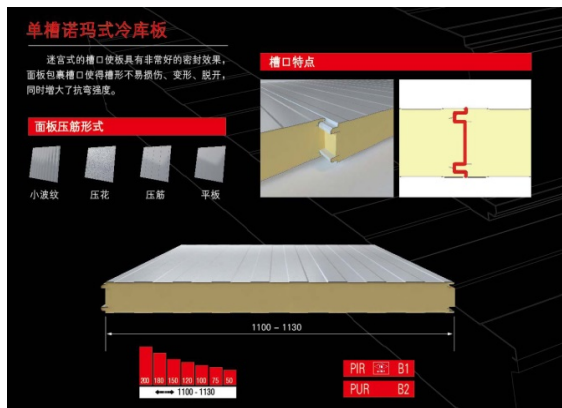 单槽诺玛式冷库板
迷宫式的槽口使板具有非常好的密封效果，
面板包裹槽口使得槽形不易损伤、变形、脱开，
同时增大了抗弯强度。
槽口特点
面板压筋形式
小波纹 压花 压筋 平板
1100 - 1130
200 180 150 120 100 75 50
1100 - 1130
PIR B1
PUR B2